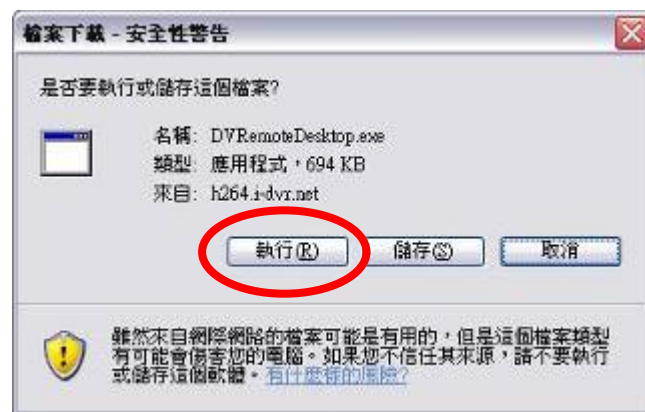 檔案下載 - 安全性警告
是否要執行或儲存這個檔案?
名稱: DVRemoteDesktop.exe
類型: 應用程式，694 KB
來自: h264.i-dvr.net
執行(R) 儲存(S) 取消
雖然來自網際網路的檔案可能是有用的，但是這個檔案類型
有可能會傷害您的電腦。如果您不信任其來源，請不要執行
或儲存這個軟體。有什麼樣的風險?